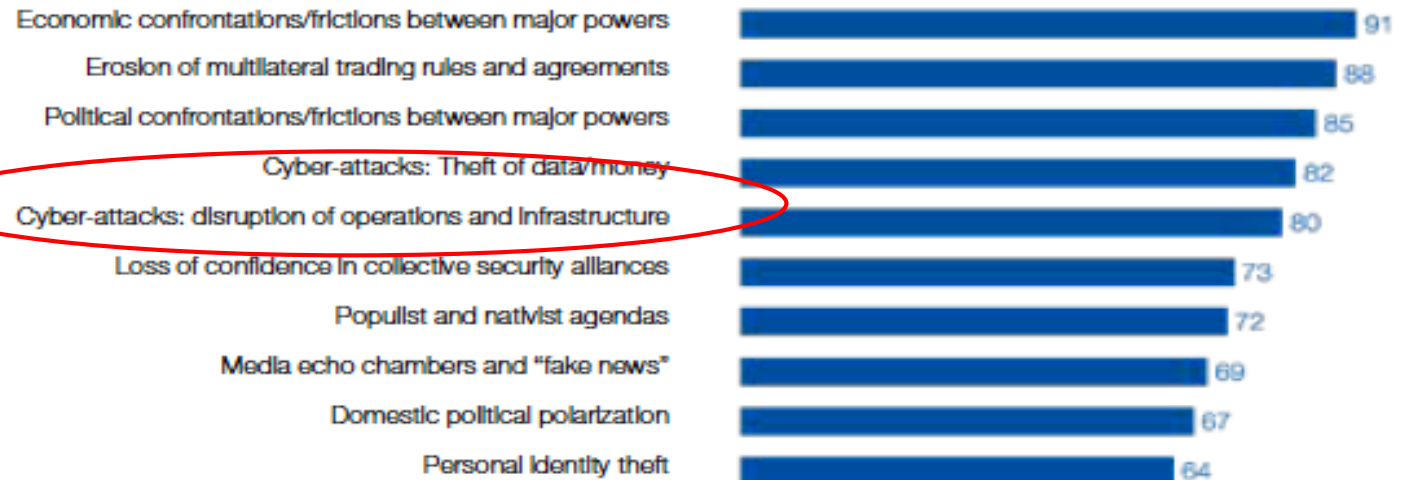 Economic confrontations/frictions between major powers 91
Erosion of multilateral trading rules and agreements 88
Political confrontations/frictions between major powers 85
Cyber-attacks: Theft of data/money 82
Cyber-attacks: disruption of operations and infrastructure 80
Loss of confidence in collective security alliances 73
Populist and nativist agendas 72
Media echo chambers and “fake news” 69
Domestic political polarization 67
Personal identity theft 64